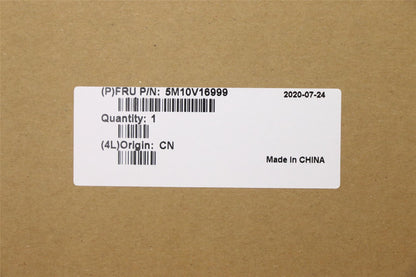 (P)FRU P/N: 5M10V16999 2020-07-24
Quantity: 1
(4L)Origin: CN
Made in CHINA